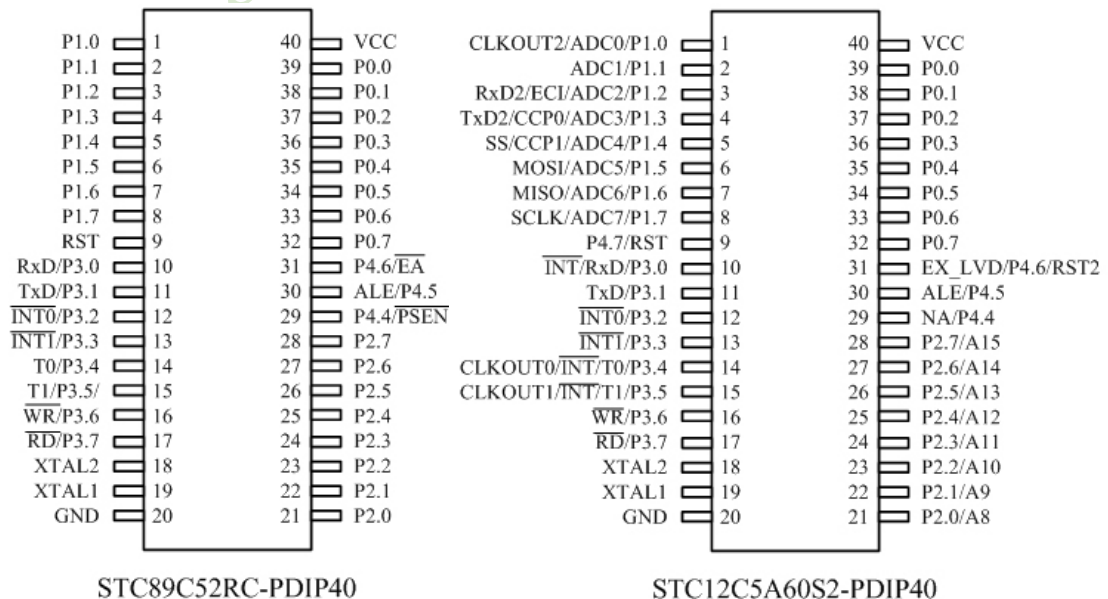 P1.0 1 40 VCC
P1.1 2 39 P0.0
P1.2 3 38 P0.1
P1.3 4 37 P0.2
P1.4 5 36 P0.3
P1.5 6 35 P0.4
P1.6 7 34 P0.5
P1.7 8 33 P0.6
RST 9 32 P0.7
RxD/P3.0 10 31 P4.6/EA
TxD/P3.1 11 30 ALE/P4.5
INT0/P3.2 12 29 P4.4/PSEN
INT1/P3.3 13 28 P2.7
T0/P3.4 14 27 P2.6
T1/P3.5/ 15 26 P2.5
WR/P3.6 16 25 P2.4
RD/P3.7 17 24 P2.3
XTAL2 18 23 P2.2
XTAL1 19 22 P2.1
GND 20 21 P2.0
STC89C52RC-PDIP40
CLKOUT2/ADC0/P1.0 1 40 VCC
ADC1/P1.1 2 39 P0.0
RxD2/ECI/ADC2/P1.2 3 38 P0.1
TxD2/CCP0/ADC3/P1.3 4 37 P0.2
SS/CCP1/ADC4/P1.4 5 36 P0.3
MOSI/ADC5/P1.5 6 35 P0.4
MISO/ADC6/P1.6 7 34 P0.5
SCLK/ADC7/P1.7 8 33 P0.6
P4.7/RST 9 32 P0.7
INT/RxD/P3.0 10 31 EX_LVD/P4.6/RST2
TxD/P3.1 11 30 ALE/P4.5
INT0/P3.2 12 29 NA/P4.4
INT1/P3.3 13 28 P2.7/A15
CLKOUT0/INT/T0/P3.4 14 27 P2.6/A14
CLKOUT1/INT/T1/P3.5 15 26 P2.5/A13
WR/P3.6 16 25 P2.4/A12
RD/P3.7 17 24 P2.3/A11
XTAL2 18 23 P2.2/A10
XTAL1 19 22 P2.1/A9
GND 20 21 P2.0/A8
STC12C5A60S2-PDIP40